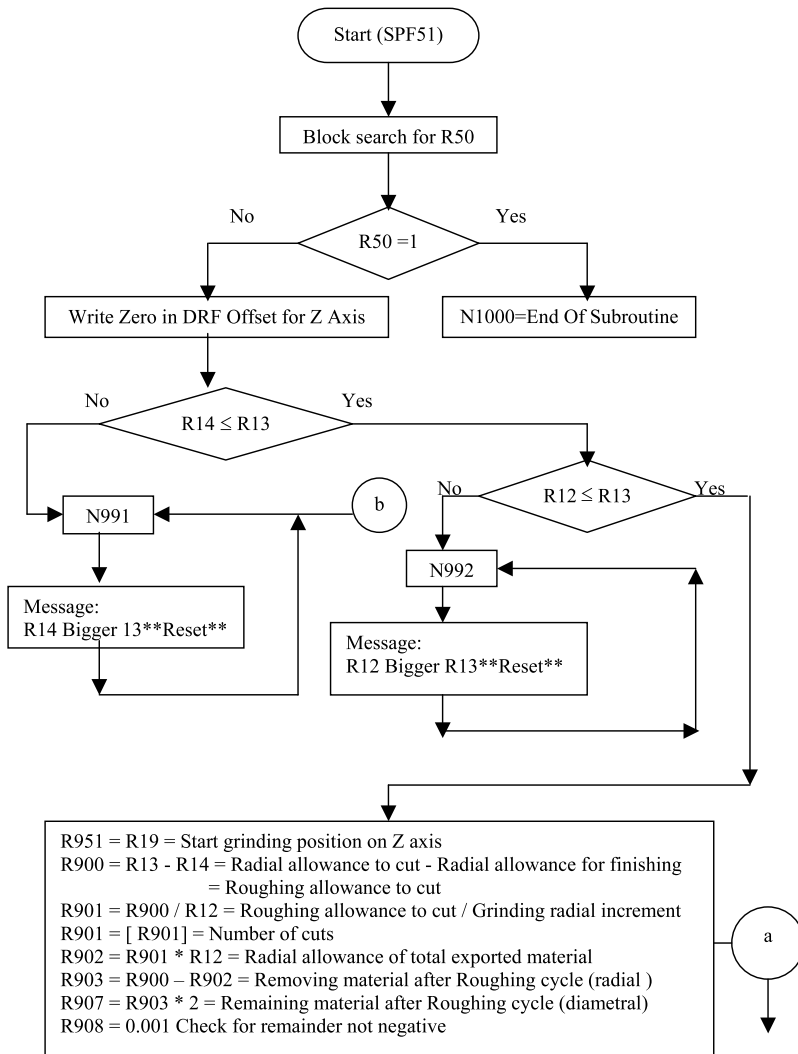 Start (SPF51)
Block search for R50
No
Yes
R50 =1
Write Zero in DRF Offset for Z Axis
N1000=End Of Subroutine
No
Yes
R14 ≤ R13
No
R12 ≤ R13
Yes
N991
b
N992
Message:
R14 Bigger 13**Reset**
Message:
R12 Bigger R13**Reset**
R951 = R19 = Start grinding position on Z axis
R900 = R13 - R14 = Radial allowance to cut - Radial allowance for finishing
= Roughing allowance to cut
R901 = R900 / R12 = Roughing allowance to cut / Grinding radial increment
R901 = [ R901] = Number of cuts
R902 = R901 * R12 = Radial allowance of total exported material
R903 = R900 – R902 = Removing material after Roughing cycle (radial )
R907 = R903 * 2 = Remaining material after Roughing cycle (diametral)
R908 = 0.001 Check for remainder not negative
a